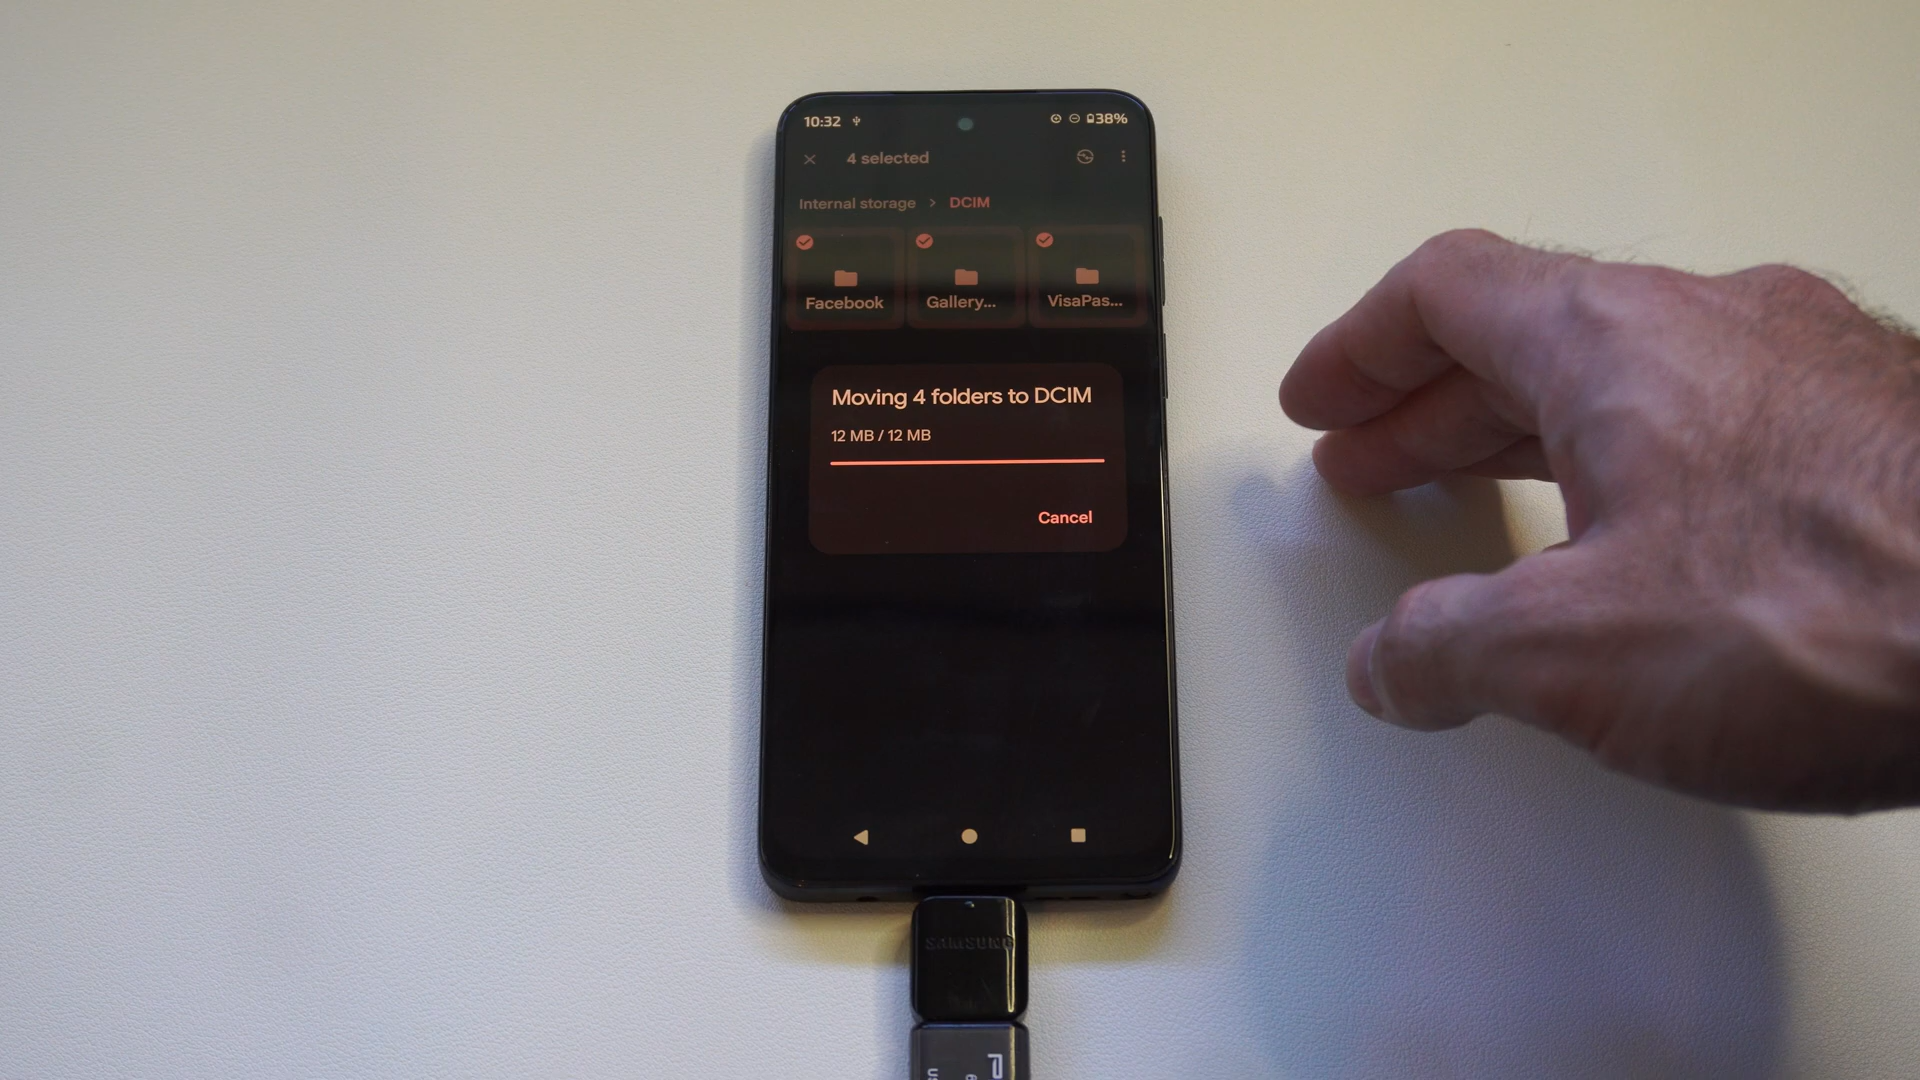 10:32 38%
4 selected
Internal storage > DCIM
Facebook Gallery... VisaPas...
Moving 4 folders to DCIM
12 MB / 12 MB
Cancel
SAMSUNG